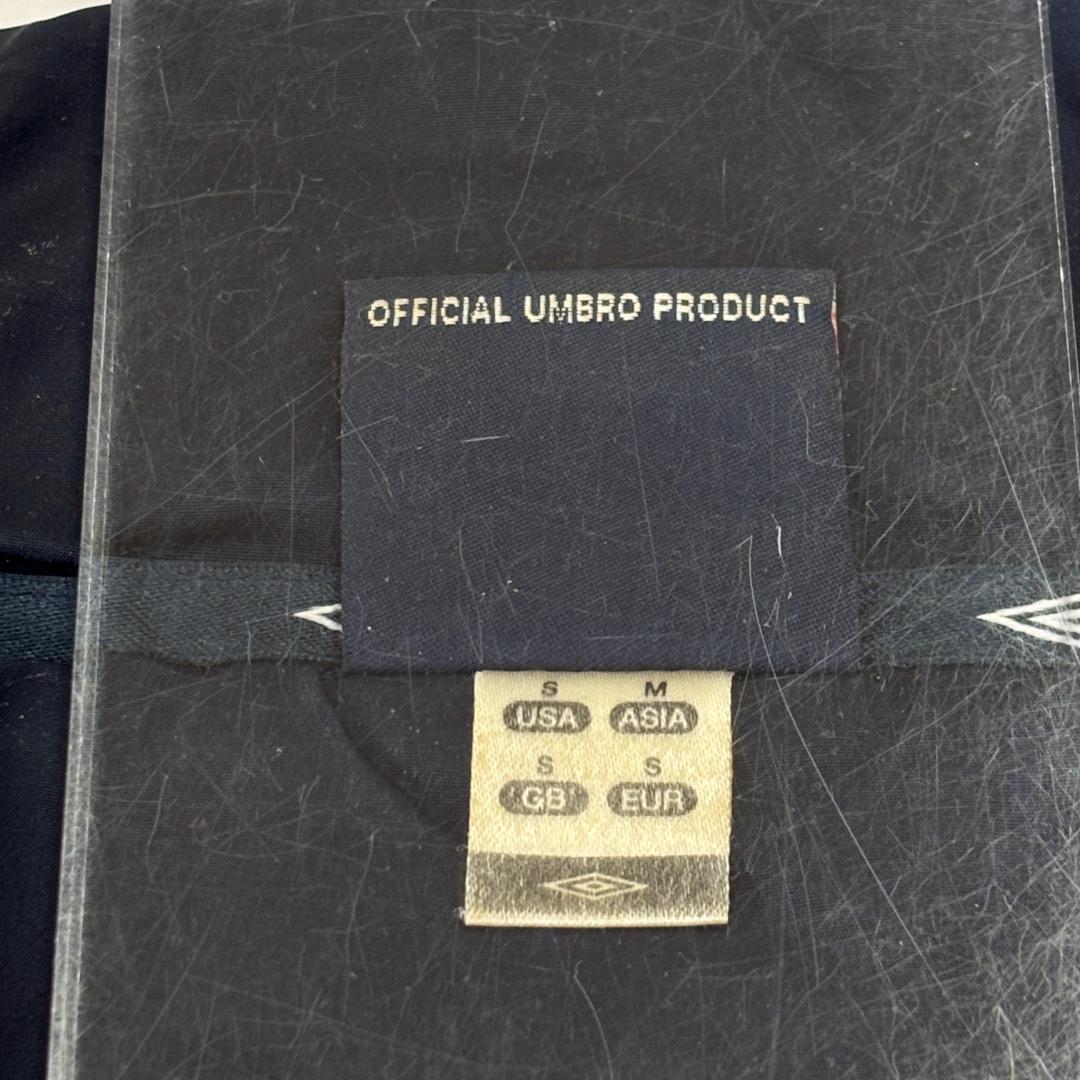 OFFICIAL UMBRO PRODUCT
S M
USA ASIA
S S
GB EUR